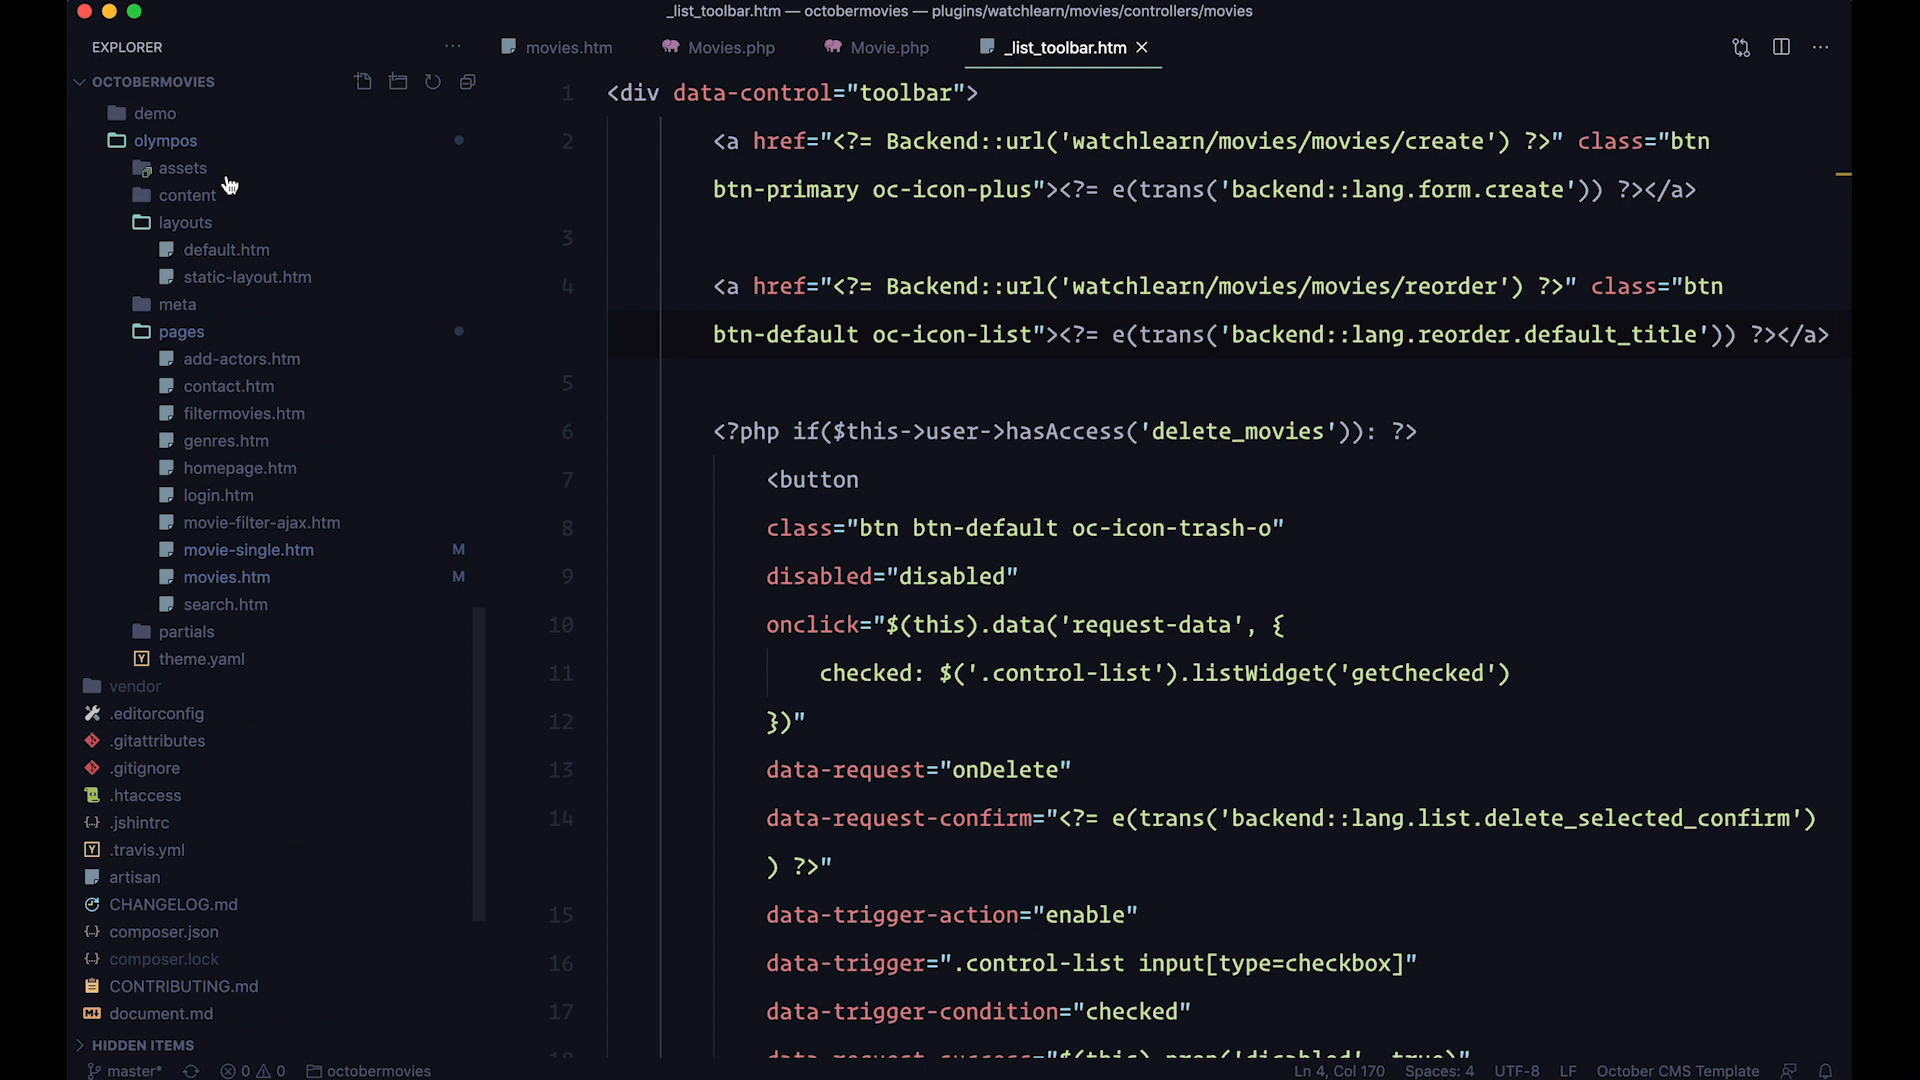 _list_toolbar.htm — octobermovies — plugins/watchlearn/movies/controllers/movies
EXPLORER
movies.htm
Movies.php
Movie.php
_list_toolbar.htm
OCTOBERMOVIES
demo
olympos
assets
content
layouts
default.htm
static-layout.htm
meta
pages
add-actors.htm
contact.htm
filtermovies.htm
genres.htm
homepage.htm
login.htm
movie-filter-ajax.htm
movie-single.htm M
movies.htm M
search.htm
partials
theme.yaml
vendor
.editorconfig
.gitattributes
.gitignore
.htaccess
.jshintrc
.travis.yml
artisan
CHANGELOG.md
composer.json
composer.lock
CONTRIBUTING.md
document.md
HIDDEN ITEMS
1 <div data-control="toolbar">
2 <a href="<?= Backend::url('watchlearn/movies/movies/create') ?>" class="btn
btn-primary oc-icon-plus"><?= e(trans('backend::lang.form.create')) ?></a>
3
4 <a href="<?= Backend::url('watchlearn/movies/movies/reorder') ?>" class="btn
btn-default oc-icon-list"><?= e(trans('backend::lang.reorder.default_title')) ?></a>
5
6 <?php if($this->user->hasAccess('delete_movies')): ?>
7 <button
8 class="btn btn-default oc-icon-trash-o"
9 disabled="disabled"
10 onclick="$(this).data('request-data', {
11 checked: $('.control-list').listWidget('getChecked')
12 })"
13 data-request="onDelete"
14 data-request-confirm="<?= e(trans('backend::lang.list.delete_selected_confirm')
) ?>"
15 data-trigger-action="enable"
16 data-trigger=".control-list input[type=checkbox]"
17 data-trigger-condition="checked"
18 data-request-success="$(this).prop('disabled', true)"
master* 0 0 octobermovies
Ln 4, Col 170 Spaces: 4 UTF-8 LF October CMS Template